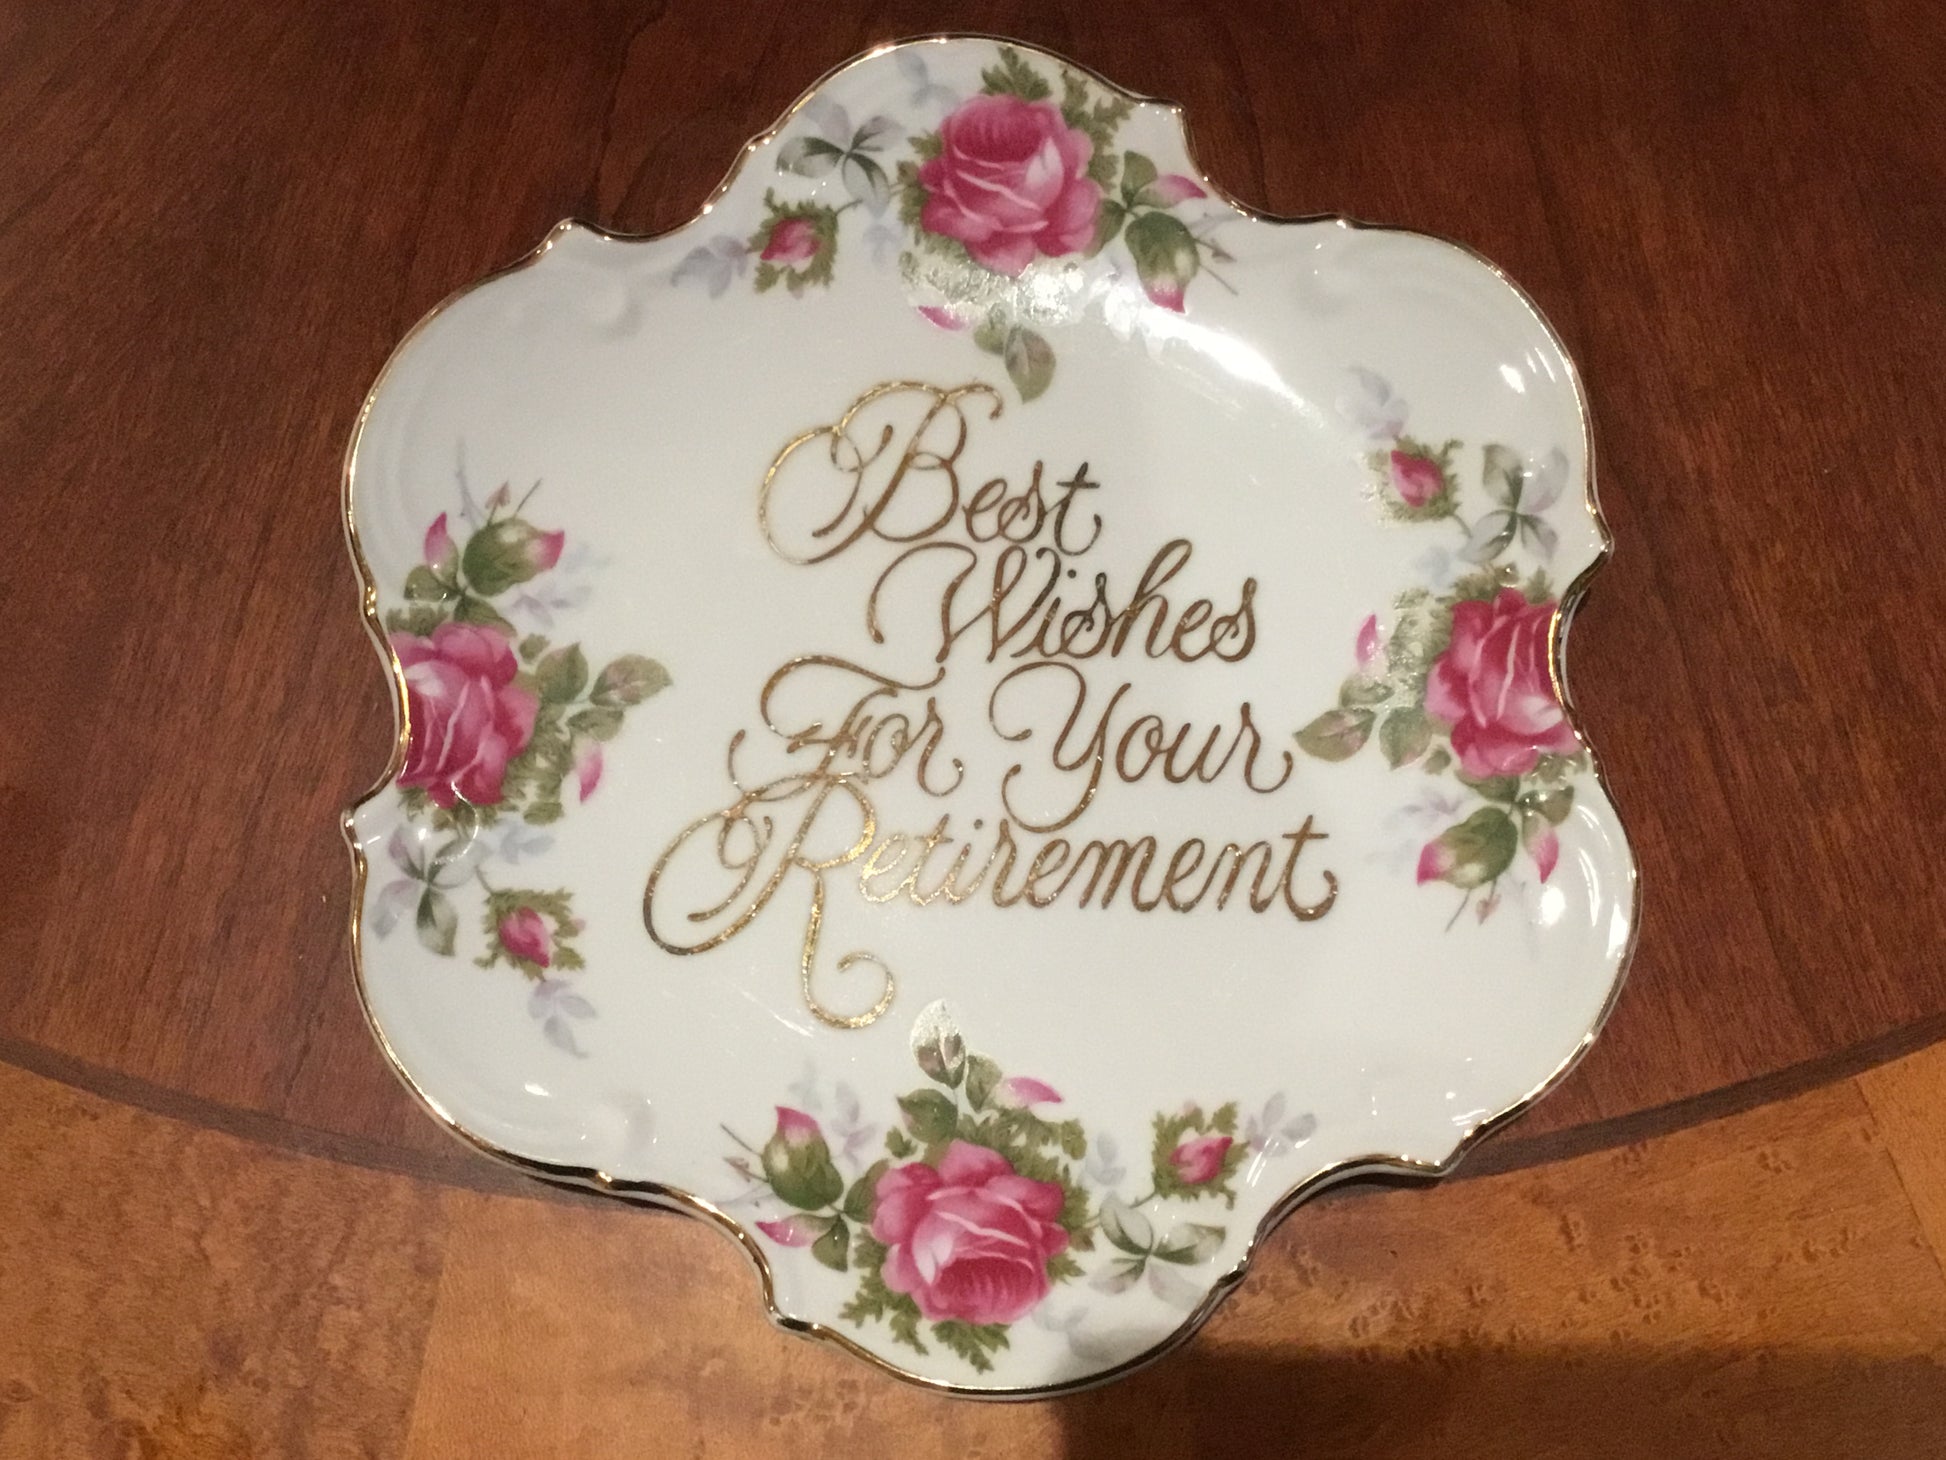 Best
Wishes
For Your
Retirement